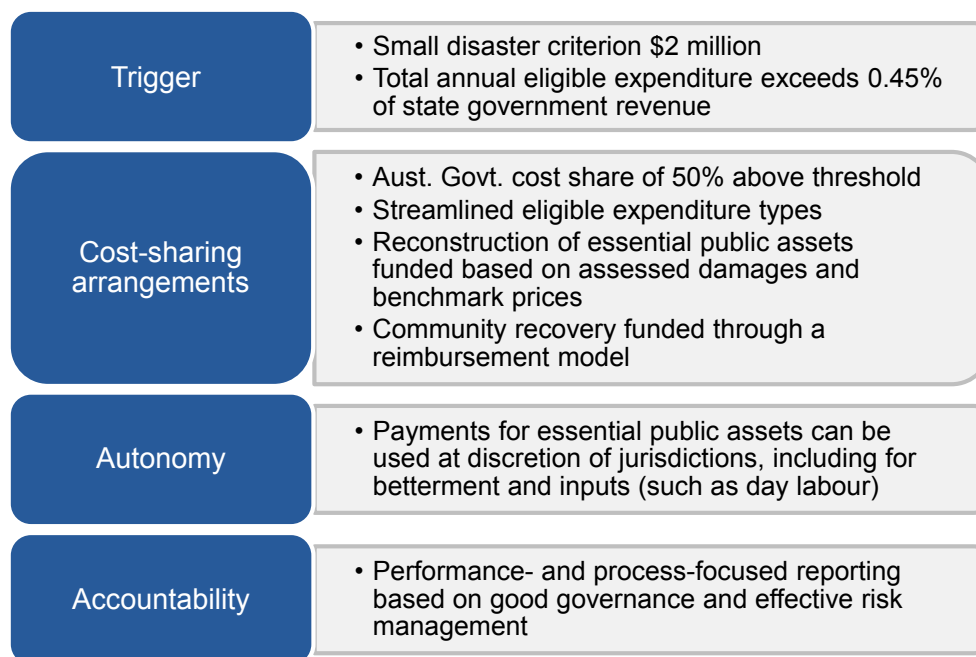 Trigger
• Small disaster criterion $2 million
• Total annual eligible expenditure exceeds 0.45%
of state government revenue
Cost-sharing
arrangements
• Aust. Govt. cost share of 50% above threshold
• Streamlined eligible expenditure types
• Reconstruction of essential public assets
funded based on assessed damages and
benchmark prices
• Community recovery funded through a
reimbursement model
Autonomy
• Payments for essential public assets can be
used at discretion of jurisdictions, including for
betterment and inputs (such as day labour)
Accountability
• Performance- and process-focused reporting
based on good governance and effective risk
management